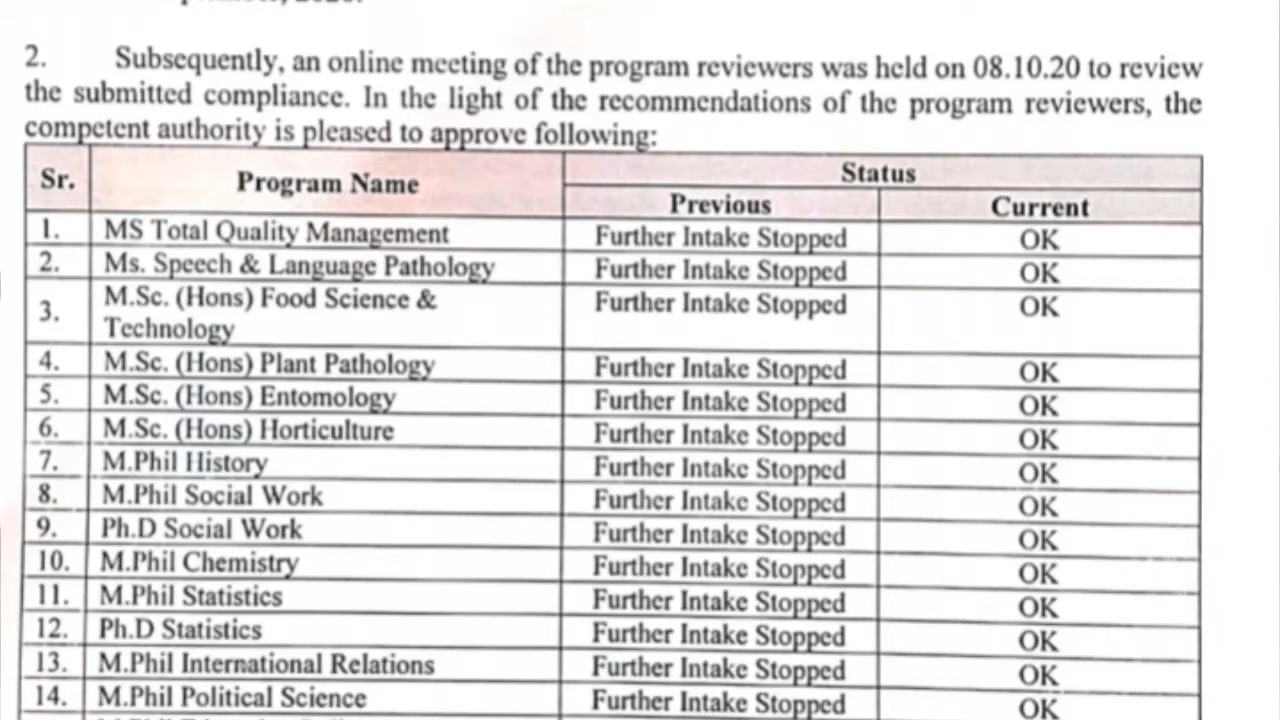 2. Subsequently, an online meeting of the program reviewers was held on 08.10.20 to review
the submitted compliance. In the light of the recommendations of the program reviewers, the
competent authority is pleased to approve following:
Sr. Program Name Status
Previous Current
1. MS Total Quality Management Further Intake Stopped OK
2. Ms. Speech & Language Pathology Further Intake Stopped OK
3. M.Sc. (Hons) Food Science & Further Intake Stopped OK
Technology
4. M.Sc. (Hons) Plant Pathology Further Intake Stopped OK
5. M.Sc. (Hons) Entomology Further Intake Stopped OK
6. M.Sc. (Hons) Horticulture Further Intake Stopped OK
7. M.Phil History Further Intake Stopped OK
8. M.Phil Social Work Further Intake Stopped OK
9. Ph.D Social Work Further Intake Stopped OK
10. M.Phil Chemistry Further Intake Stopped OK
11. M.Phil Statistics Further Intake Stopped OK
12. Ph.D Statistics Further Intake Stopped OK
13. M.Phil International Relations Further Intake Stopped OK
14. M.Phil Political Science Further Intake Stopped OK